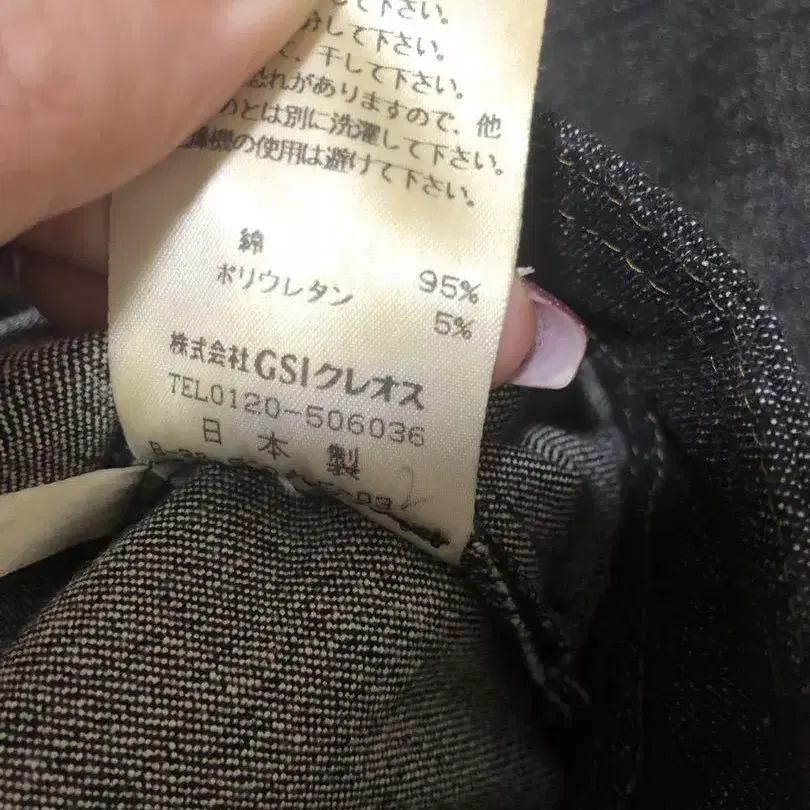 して下さい。
して下さい。
干して下さい。
がありますので、他
とは別に洗濯して下さい。
機の使用は避けて下さい。
綿 95%
ポリウレタン 5%
株式会社GSIクレオス
TEL0120-506036
日本製
2